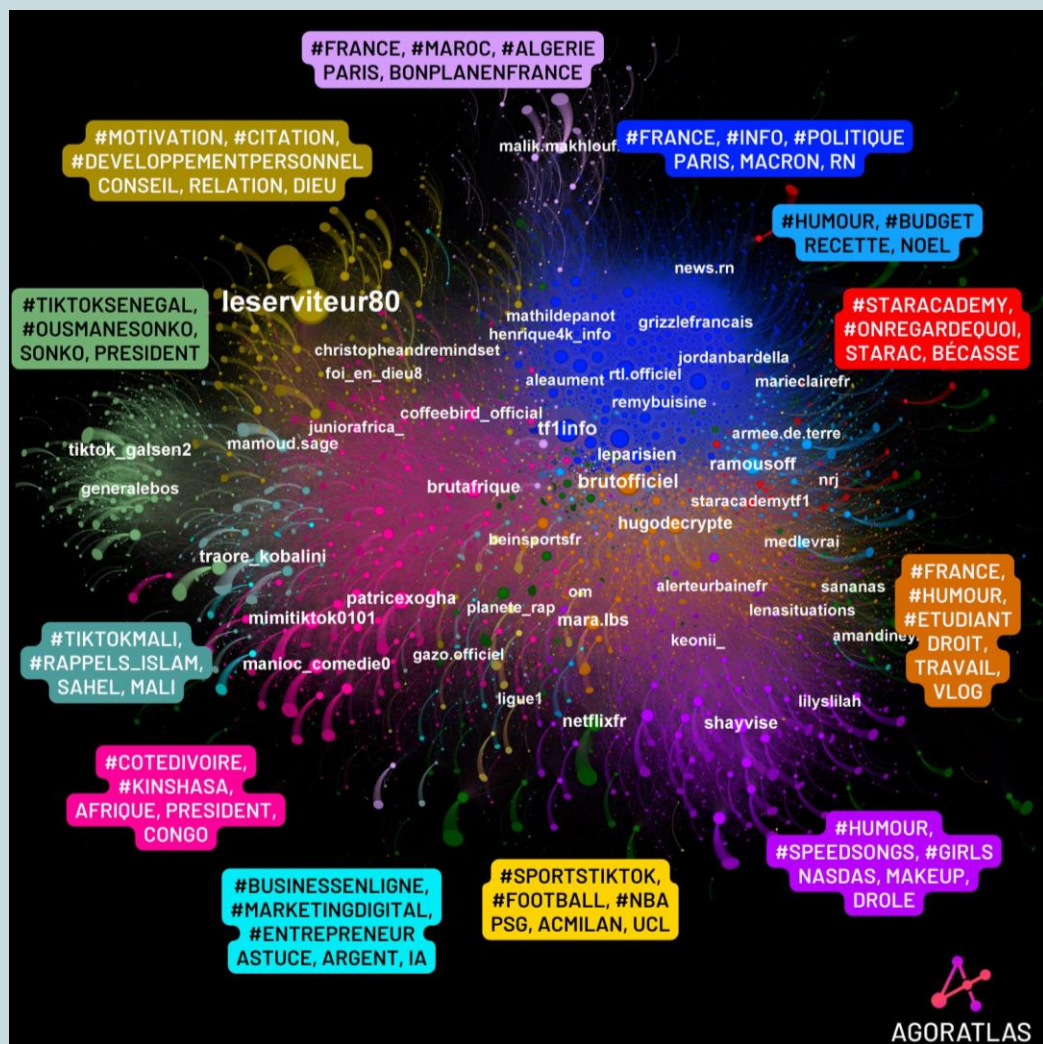 #FRANCE, #MAROC, #ALGERIE
PARIS, BONPLANENFRANCE
#MOTIVATION, #CITATION,
#DEVELOPPEMENTPERSONNEL
CONSEIL, RELATION, DIEU
malik.makhlouf.
#FRANCE, #INFO, #POLITIQUE
PARIS, MACRON, RN
#HUMOUR, #BUDGET
RECETTE, NOEL
news.rn
leserviteur80
#TIKTOKSENEGAL,
#OUSMANESONKO,
SONKO, PRESIDENT
mathildepanot
grizzlefrancais
henrique4k_info
#STARACADEMY,
#ONREGARDEQUOI,
STARAC, BÉCASSE
christopheandremindset
jordanbardella
foi_en_dieu8
aleaument
rtl.officiel
marieclairefr
remybuisine
coffeebird_official
juniorafrica_
tf1info
armee.de.terre
mamoud.sage
tiktok_galsen2
leparisien
ramousoff
generalebos
brutafrique
brutofficiel
nrj
staracademytf1
hugodecrypte
beinsportsfr
medlevrai
traore_kobalini
alerteurbainefr
sananas
om
patricexogha
planete_rap
mara.lbs
lenasituations
mimitiktok0101
#FRANCE,
#HUMOUR,
#ETUDIANT
DROIT,
TRAVAIL,
VLOG
keonii_
amandiney.
gazo.officiel
manioc_comedie0
#TIKTOKMALI,
#RAPPELS_ISLAM,
SAHEL, MALI
ligue1
lilyslilah
netflixfr
shayvise
#COTEDIVOIRE,
#KINSHASA,
AFRIQUE, PRESIDENT,
CONGO
#HUMOUR,
#SPEEDSONGS, #GIRLS
NASDAS, MAKEUP,
DROLE
#BUSINESSENLIGNE,
#MARKETINGDIGITAL,
#ENTREPRENEUR
ASTUCE, ARGENT, IA
#SPORTSTIKTOK,
#FOOTBALL, #NBA
PSG, ACMILAN, UCL
AGORATLAS